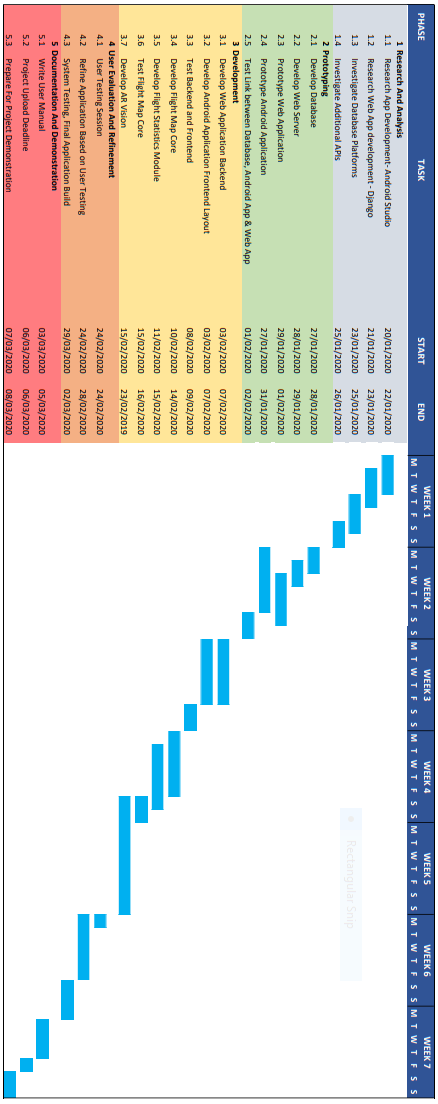 PHASE TASK START END WEEK 1 WEEK 2 WEEK 3 WEEK 4 WEEK 5 WEEK 6 WEEK 7
M T W T F S S M T W T F S S M T W T F S S M T W T F S S M T W T F S S M T W T F S S M T W T F S S
1 Research And Analysis
1.1 Research App Development- Android Studio 20/01/2020 22/01/2020
1.2 Research Web App development - Django 21/01/2020 23/01/2020
1.3 Investigate Database Platforms 23/01/2020 25/01/2020
1.4 Investigate Additional APIs 25/01/2020 26/01/2020
2 Prototyping
2.1 Develop Database 27/01/2020 28/01/2020
2.2 Develop Web Server 28/01/2020 29/01/2020
2.3 Prototype Web Application 29/01/2020 01/02/2020
2.4 Prototype Android Application 27/01/2020 31/01/2020
2.5 Test Link between Database, Android App & Web App 01/02/2020 02/02/2020
3 Development
3.1 Develop Web Application Backend 03/02/2020 07/02/2020
3.2 Develop Android Application Frontend Layout 03/02/2020 07/02/2020
3.3 Test Backend and Frontend 08/02/2020 09/02/2020
3.4 Develop Flight Map Core 10/02/2020 14/02/2020
3.5 Develop Flight Statistics Module 11/02/2020 15/02/2020
3.6 Test Flight Map Core 15/02/2020 16/02/2020
3.7 Develop AR Vision 15/02/2020 23/02/2019
4 User Evaluation And Refinement
4.1 User Testing Session 24/02/2020 24/02/2020
4.2 Refine Application Based on User Testing 24/02/2020 28/02/2020
4.3 System Testing, Final Application Build 29/03/2020 02/03/2020
5 Documentation And Demonstration
5.1 Write User Manual 03/03/2020 05/03/2020
5.2 Project Upload Deadline 06/03/2020 06/03/2020
5.3 Prepare For Project Demonstration 07/03/2020 08/03/2020
Rectangular Snip